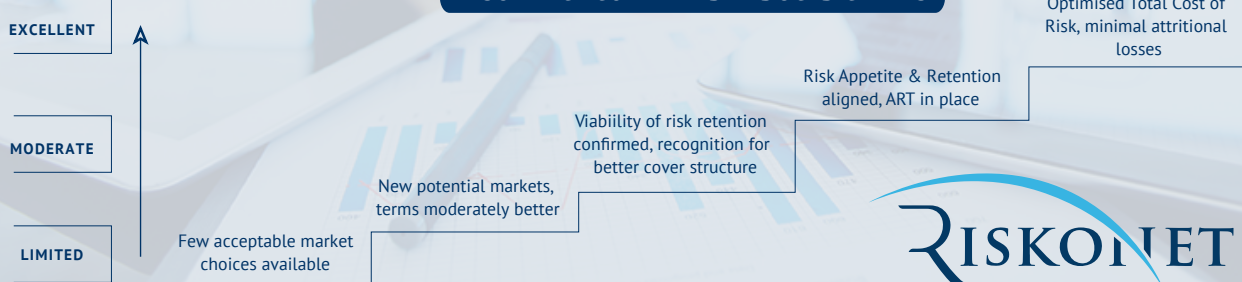 Optimised Total Cost of
Risk, minimal attritional
losses
EXCELLENT
Risk Appetite & Retention
aligned, ART in place
Viabiility of risk retention
confirmed, recognition for
better cover structure
MODERATE
New potential markets,
terms moderately better
Few acceptable market
choices available
LIMITED
RISKONET